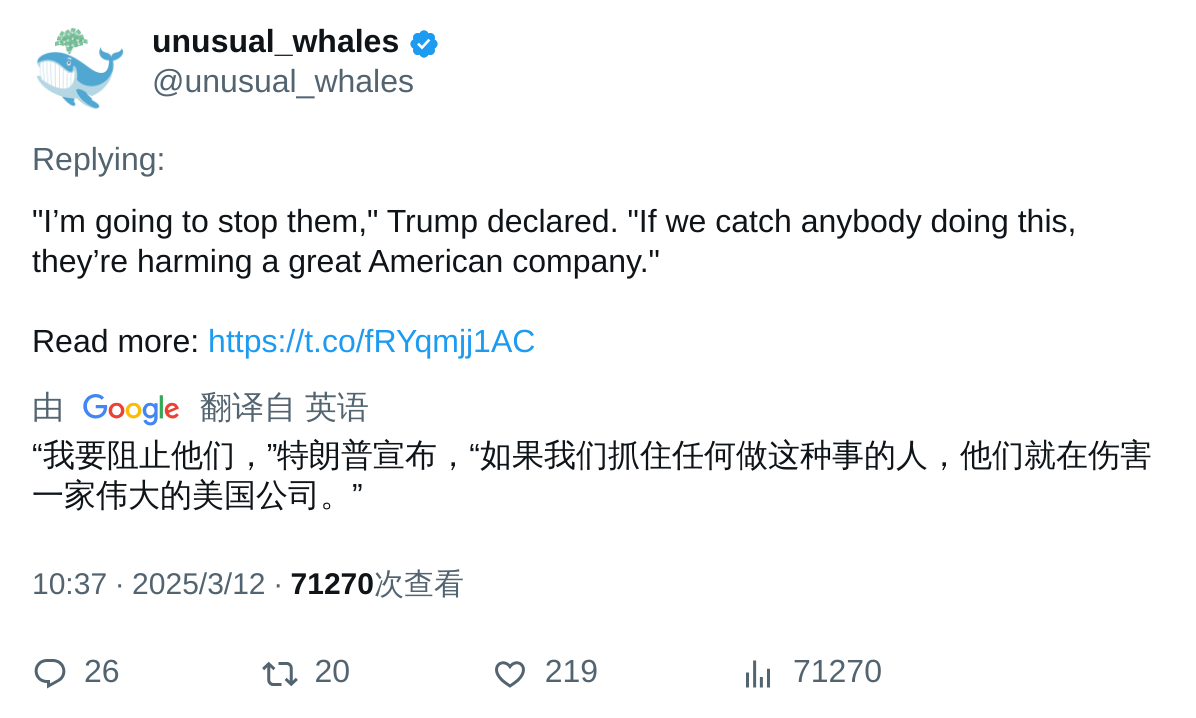 unusual_whales
@unusual_whales
Replying:
"I’m going to stop them," Trump declared. "If we catch anybody doing this,
they’re harming a great American company."
Read more: https://t.co/fRYqmjj1AC
由 Google 翻译自 英语
“我要阻止他们，”特朗普宣布，“如果我们抓住任何做这种事的人，他们就在伤害
一家伟大的美国公司。”
10:37 · 2025/3/12 · 71270次查看
26 20 219 71270